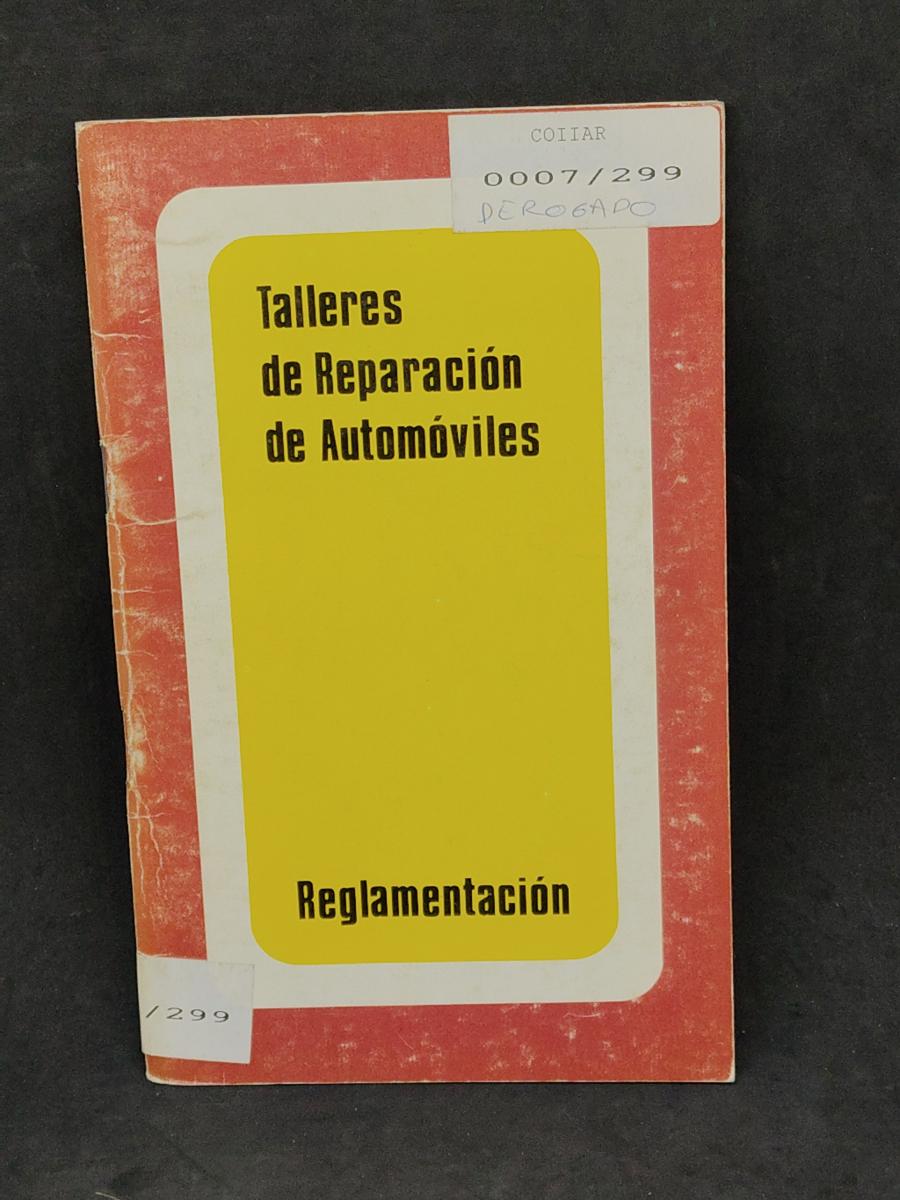 COIIAR
0007/299
DEROGADO
Talleres
de Reparación
de Automóviles
Reglamentación
/299